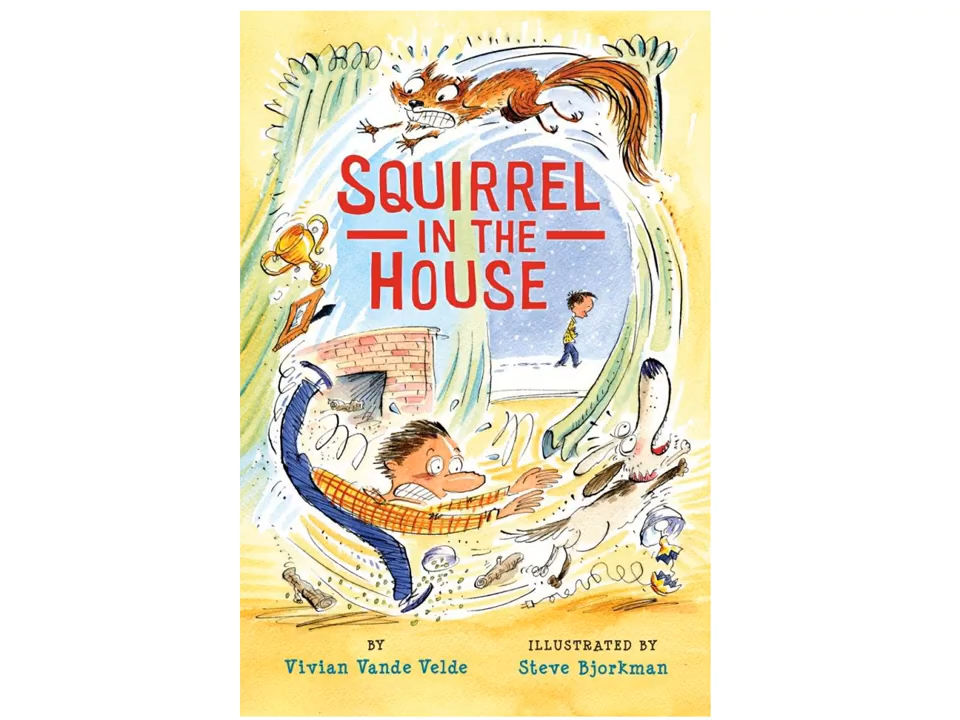 SQUIRREL
IN THE
HOUSE
BY
Vivian Vande Velde
ILLUSTRATED BY
Steve Bjorkman